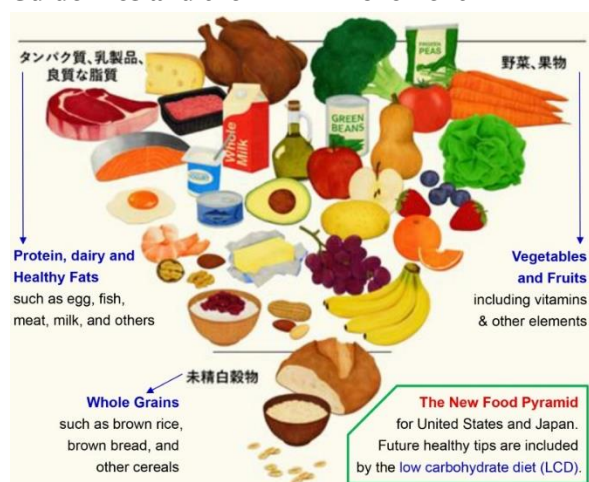 タンパク質、乳製品、
良質な脂質
野菜、果物
FROZEN
PEAS
GREEN
BEANS
Whole
Milk
Protein, dairy and
Healthy Fats
such as egg, fish,
meat, milk, and others
Vegetables
and Fruits
including vitamins
& other elements
未精白穀物
Whole Grains
such as brown rice,
brown bread, and
other cereals
The New Food Pyramid
for United States and Japan.
Future healthy tips are included
by the low carbohydrate diet (LCD).